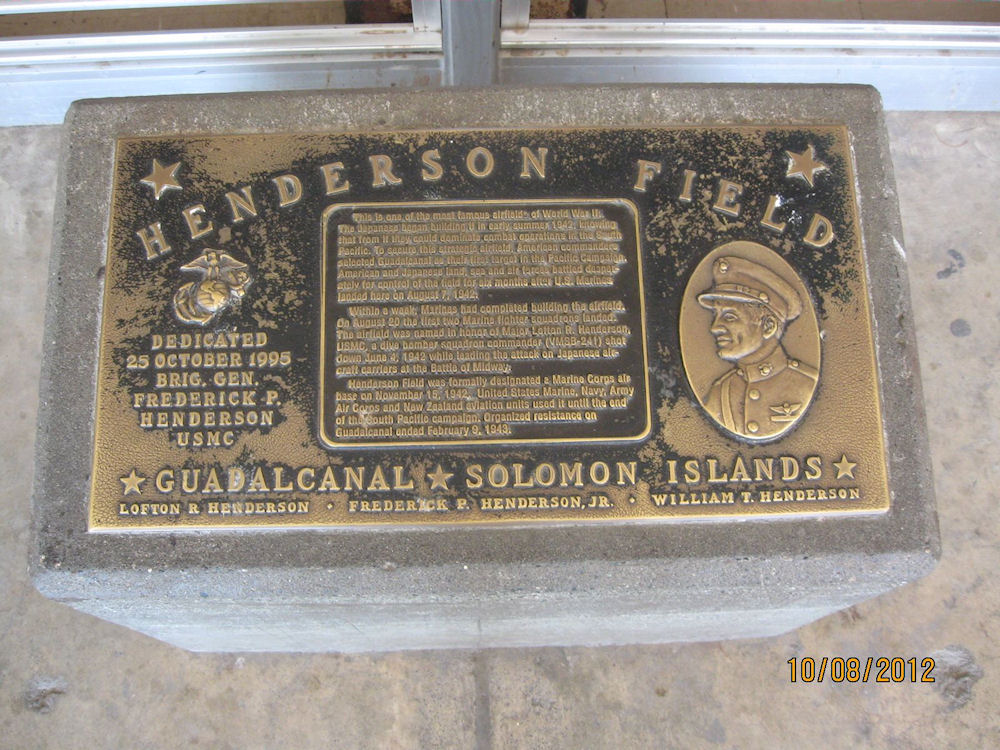 HENDERSON FIELD
This is one of the most famous airfields of World War II.
The Japanese began building it in early summer 1942, knowing
that from it they could dominate combat operations in the South
Pacific. To secure this strategic airfield, American commanders
selected Guadalcanal as their first target in the Pacific Campaign.
American and Japanese land, sea and air forces battled desper-
ately for control of the field for six months after U.S. Marines
landed here on August 7, 1942.
Within a week, Marines had completed building the airfield.
On August 20 the first two Marine fighter squadrons landed.
The airfield was named in honor of Major Lofton R. Henderson,
USMC, a dive bomber squadron commander (VMSB-241) shot
down June 4, 1942 while leading the attack on Japanese air-
craft carriers at the Battle of Midway.
Henderson Field was formally designated a Marine Corps air
base on November 15, 1942. United States Marine, Navy, Army
Air Corps and New Zealand aviation units used it until the end
of the South Pacific campaign. Organized resistance on
Guadalcanal ended February 9, 1943.
DEDICATED
25 OCTOBER 1995
BRIG. GEN.
FREDERICK P.
HENDERSON
USMC
GUADALCANAL ★ SOLOMON ISLANDS
LOFTON R HENDERSON · FREDERICK P. HENDERSON, JR. · WILLIAM T. HENDERSON
10/08/2012